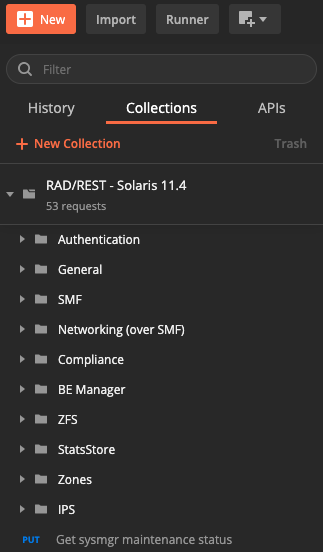 New Import Runner
Filter
History Collections APIs
+ New Collection Trash
RAD/REST - Solaris 11.4
53 requests
Authentication
General
SMF
Networking (over SMF)
Compliance
BE Manager
ZFS
StatsStore
Zones
IPS
PUT Get sysmgr maintenance status